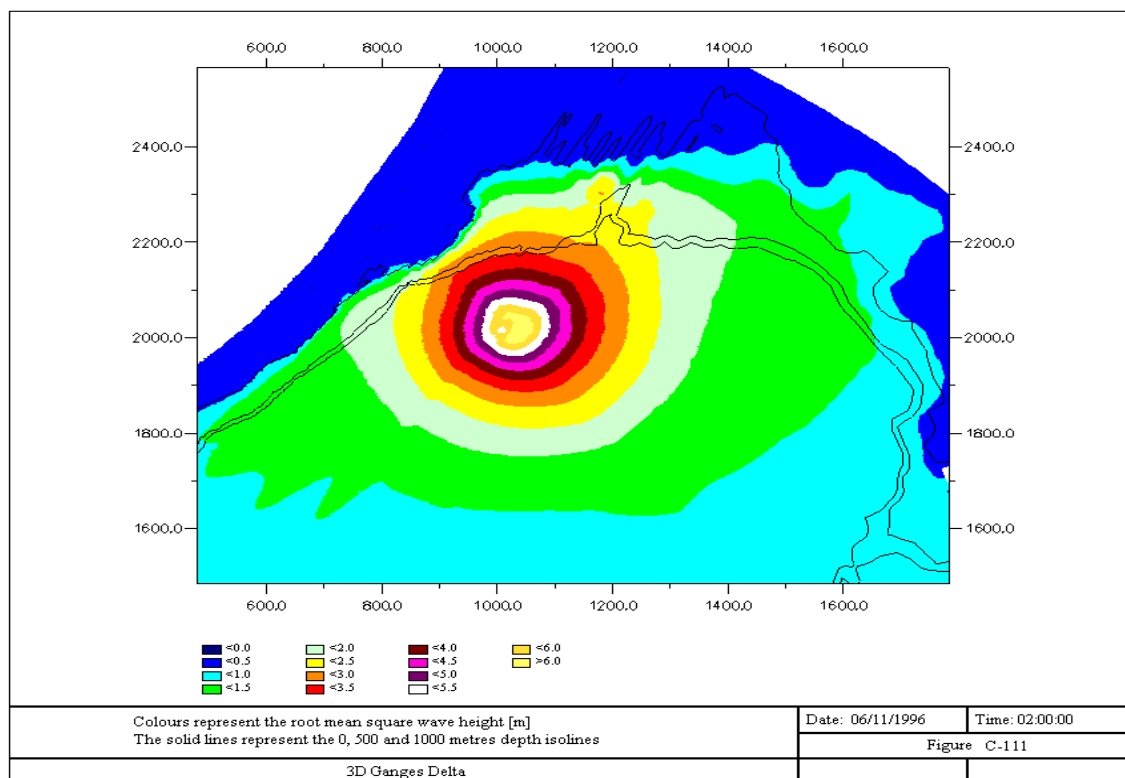 600.0 800.0 1000.0 1200.0 1400.0 1600.0
2400.0 2400.0
2200.0 2200.0
2000.0 2000.0
1800.0 1800.0
1600.0 1600.0
600.0 800.0 1000.0 1200.0 1400.0 1600.0
<0.0 <2.0 <4.0 <6.0
<0.5 <2.5 <4.5 >6.0
<1.0 <3.0 <5.0
<1.5 <3.5 <5.5
Colours represent the root mean square wave height [m]
The solid lines represent the 0, 500 and 1000 metres depth isolines
Date: 06/11/1996 Time: 02:00:00
Figure C-111
3D Ganges Delta